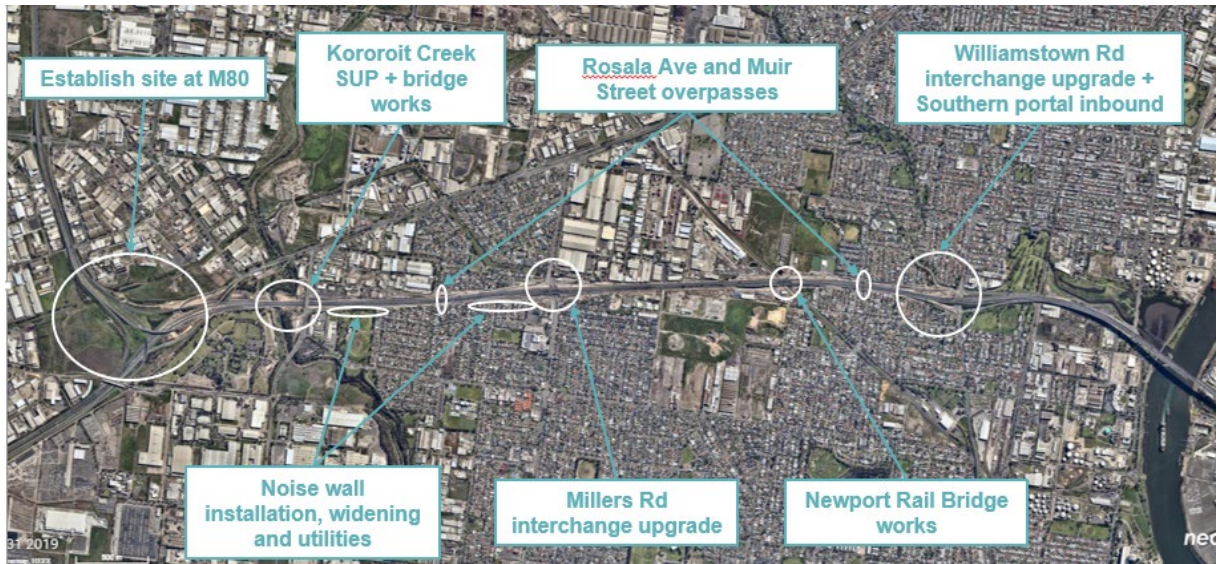 Establish site at M80
Kororoit Creek
SUP + bridge
works
Rosala Ave and Muir
Street overpasses
Williamstown Rd
interchange upgrade +
Southern portal inbound
Noise wall
installation, widening
and utilities
Millers Rd
interchange upgrade
Newport Rail Bridge
works
31 2019